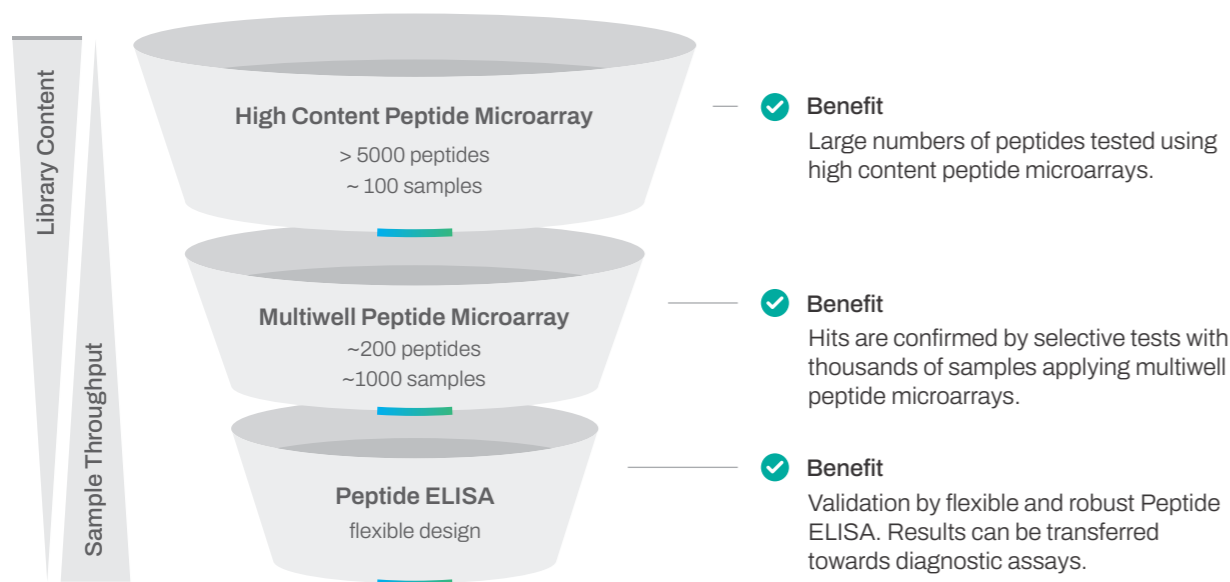 Library Content
Sample Throughput
High Content Peptide Microarray
> 5000 peptides
~ 100 samples
Benefit
Large numbers of peptides tested using
high content peptide microarrays.
Multiwell Peptide Microarray
~200 peptides
~1000 samples
Benefit
Hits are confirmed by selective tests with
thousands of samples applying multiwell
peptide microarrays.
Peptide ELISA
flexible design
Benefit
Validation by flexible and robust Peptide
ELISA. Results can be transferred
towards diagnostic assays.